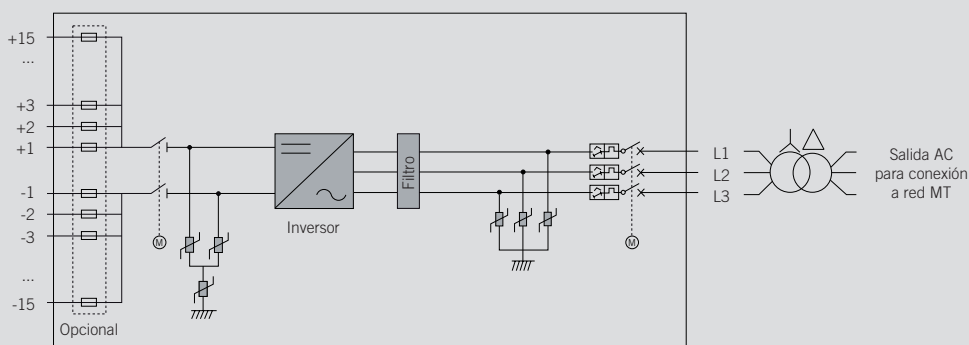 +15
...
+3
+2
+1
-1
-2
-3
...
-15
Opcional
M
Inversor
Filtro
M
L1
L2
L3
Salida AC
para conexión
a red MT